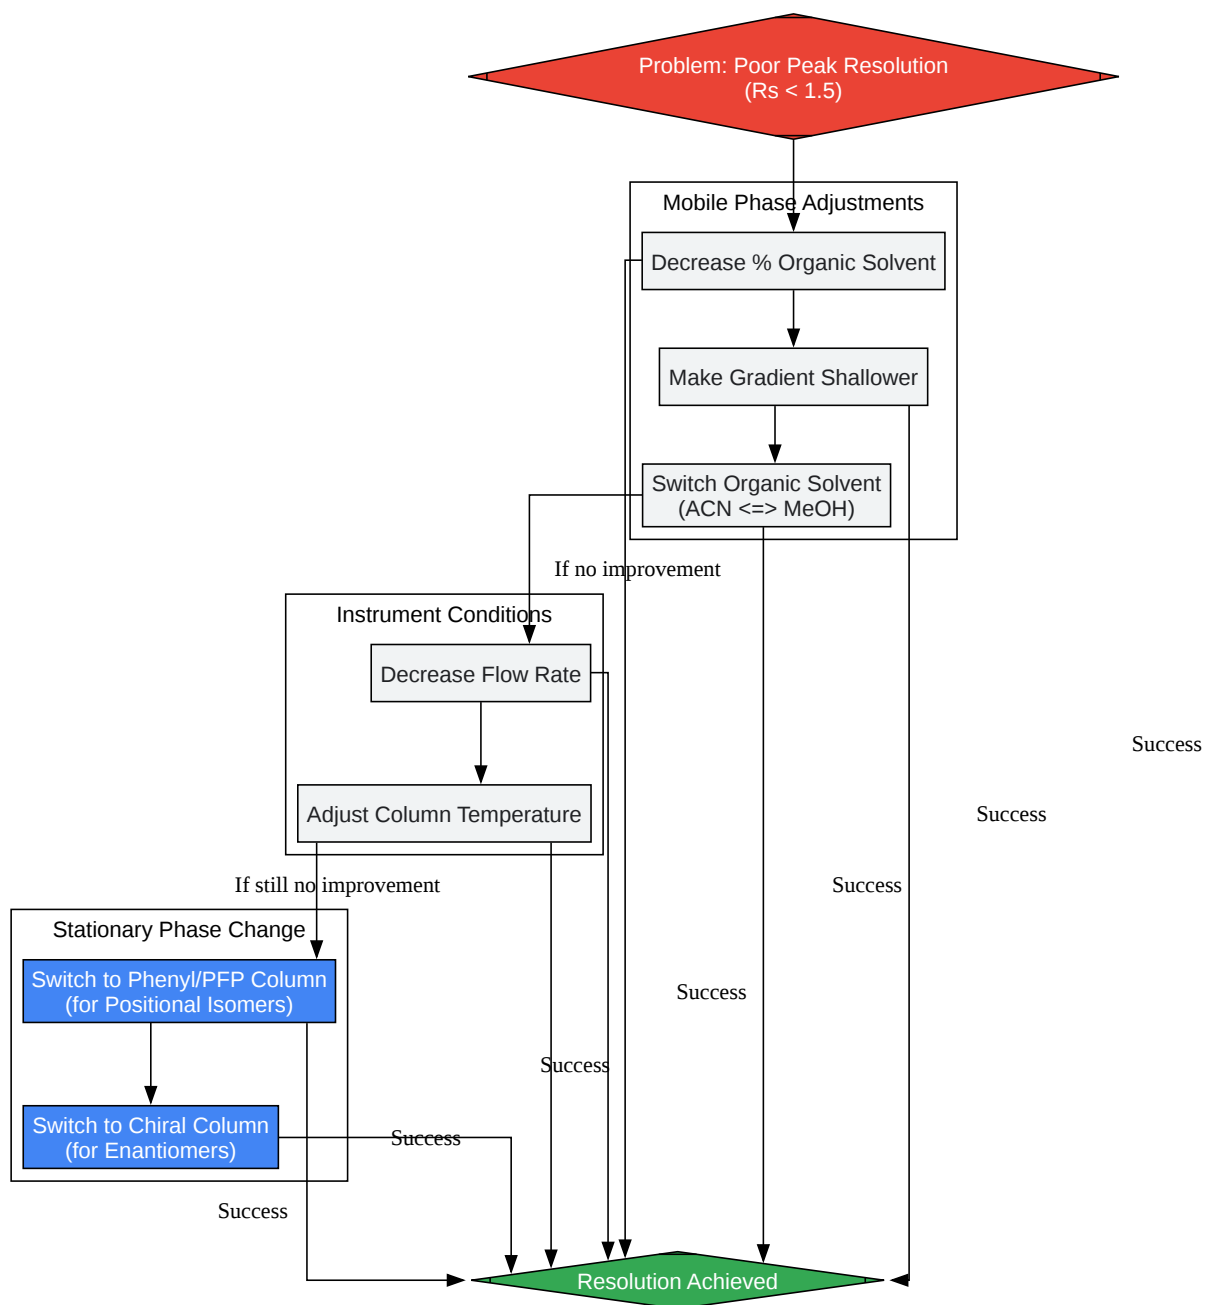 Problem: Poor Peak Resolution
(Rs < 1.5)
Mobile Phase Adjustments
Decrease % Organic Solvent
Make Gradient Shallower
Switch Organic Solvent
(ACN <=> MeOH)
If no improvement
Instrument Conditions
Decrease Flow Rate
Success
Adjust Column Temperature
Success
If still no improvement
Success
Stationary Phase Change
Switch to Phenyl/PFP Column
(for Positional Isomers)
Success
Success
Switch to Chiral Column
(for Enantiomers)
Success
Success
Resolution Achieved